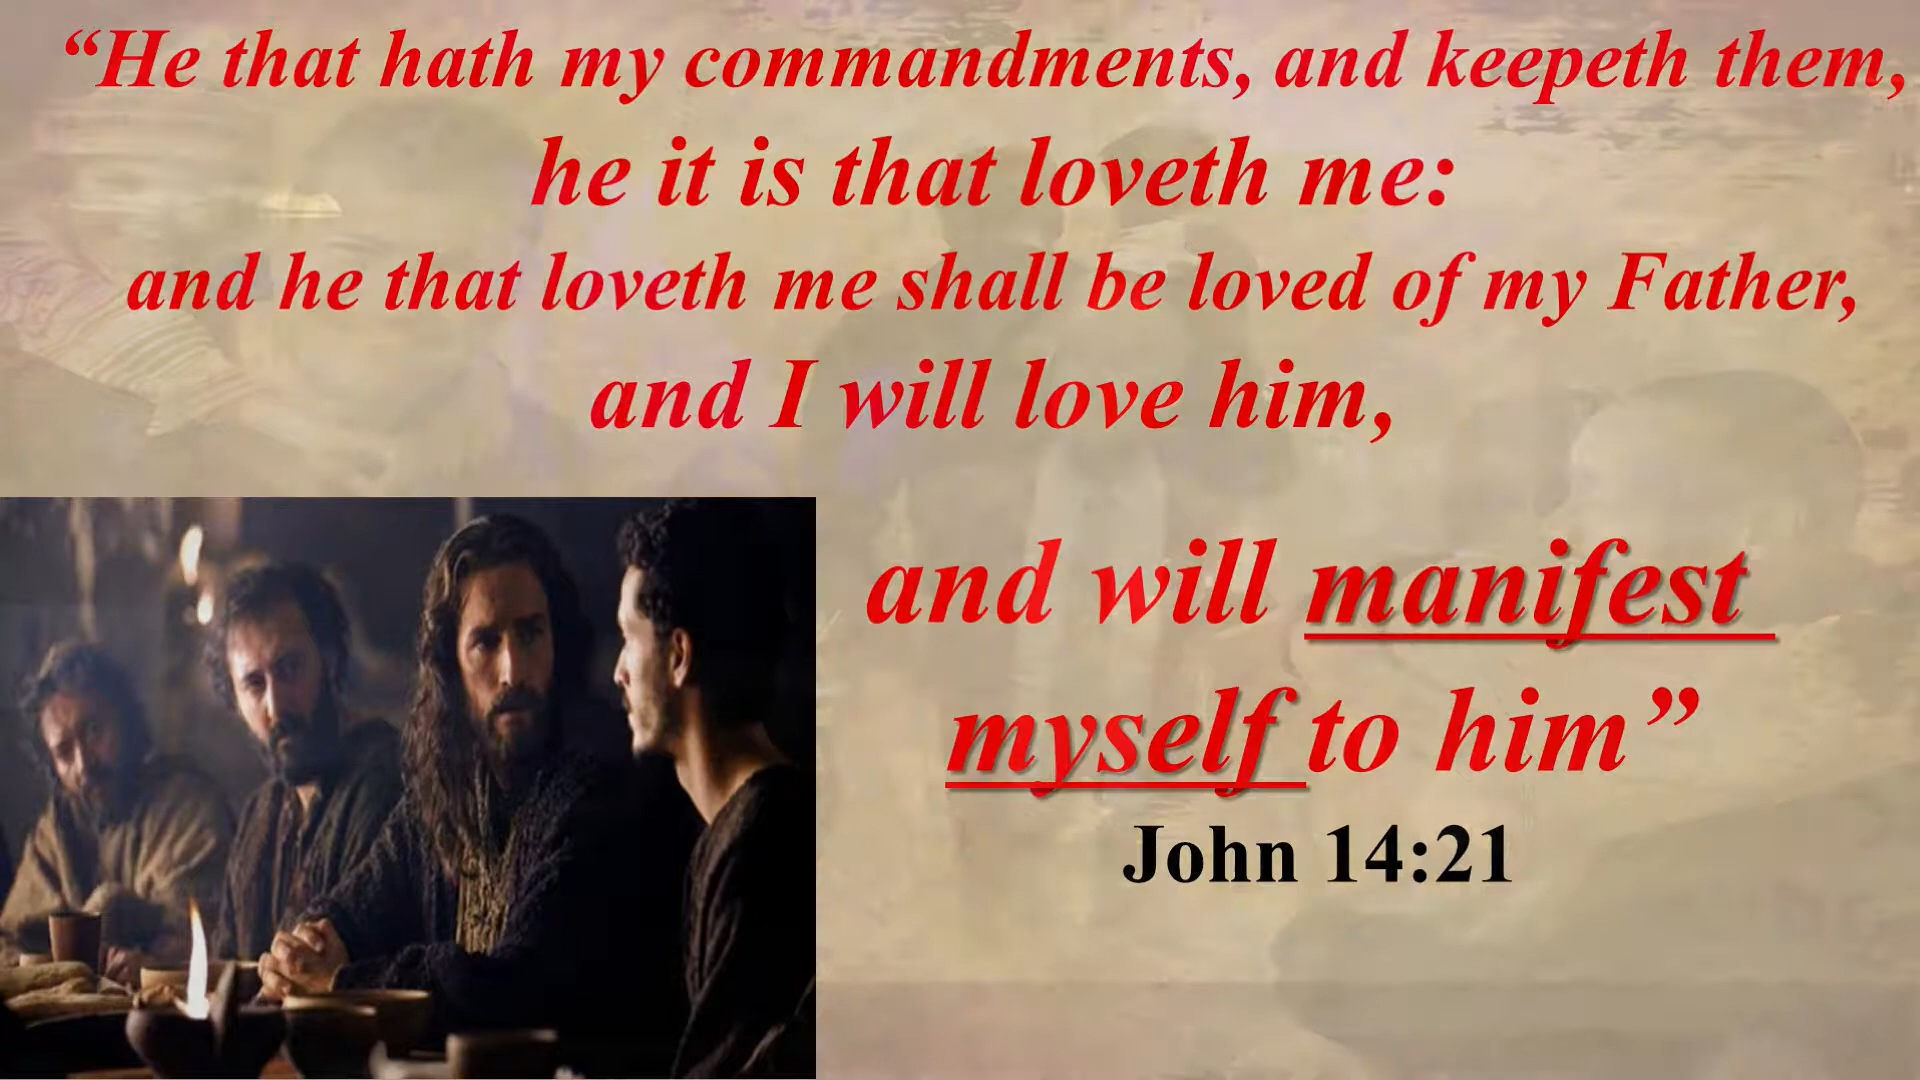 “He that hath my commandments, and keepeth them,
he it is that loveth me:
and he that loveth me shall be loved of my Father,
and I will love him,
and will manifest
myself to him”
John 14:21